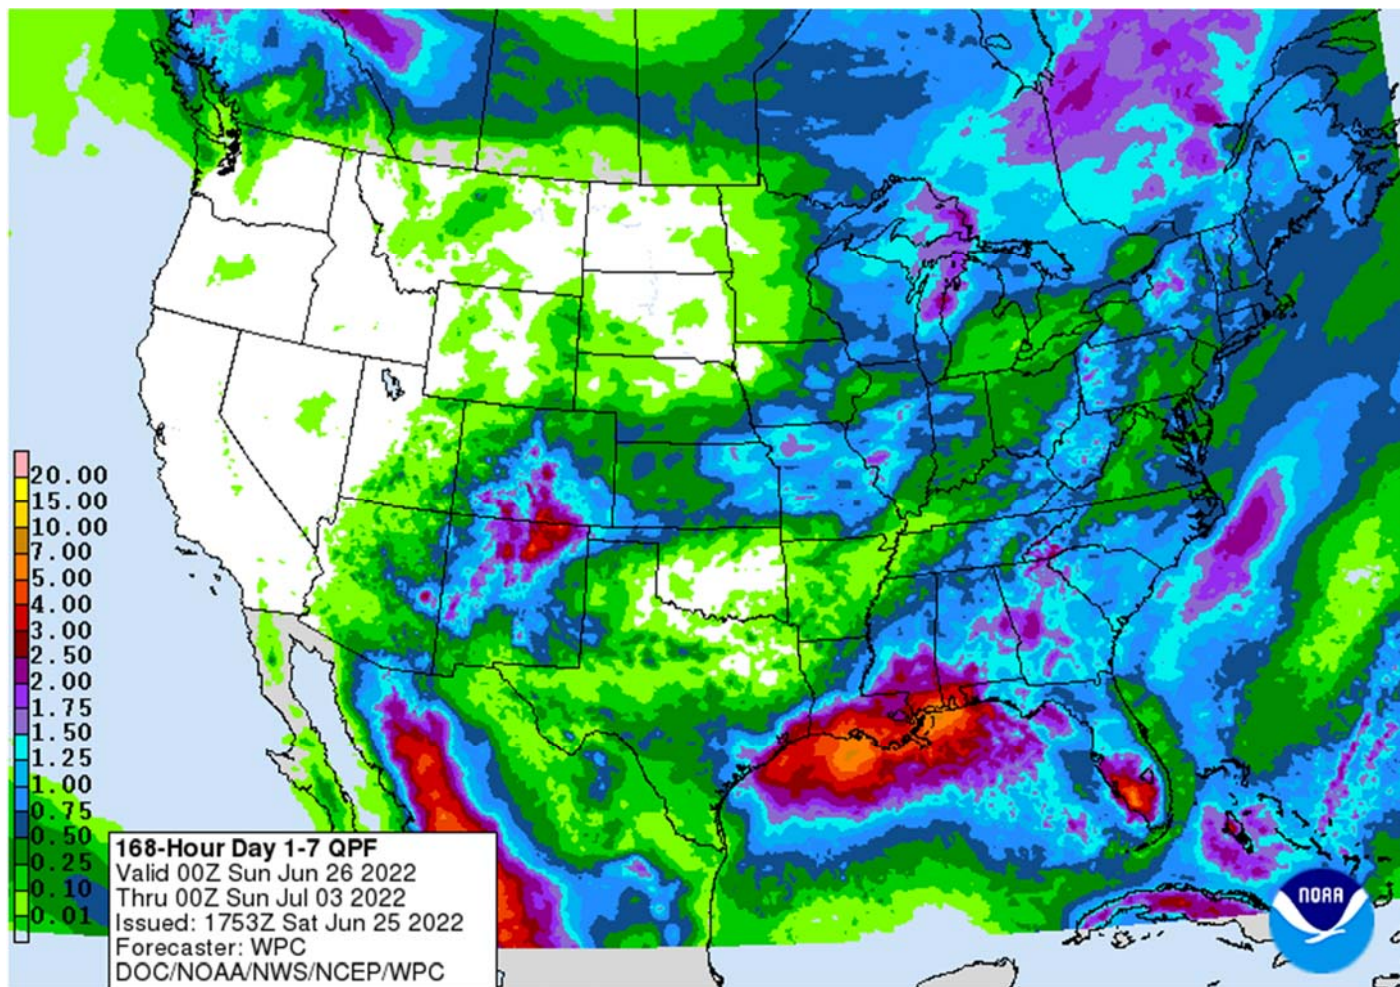 20.00
15.00
10.00
7.00
5.00
4.00
3.00
2.50
2.00
1.75
1.50
1.25
1.00
0.75
0.50
0.25
0.10
0.01
168-Hour Day 1-7 QPF
Valid 00Z Sun Jun 26 2022
Thru 00Z Sun Jul 03 2022
Issued: 1753Z Sat Jun 25 2022
Forecaster: WPC
DOC/NOAA/NWS/NCEP/WPC
NOAA